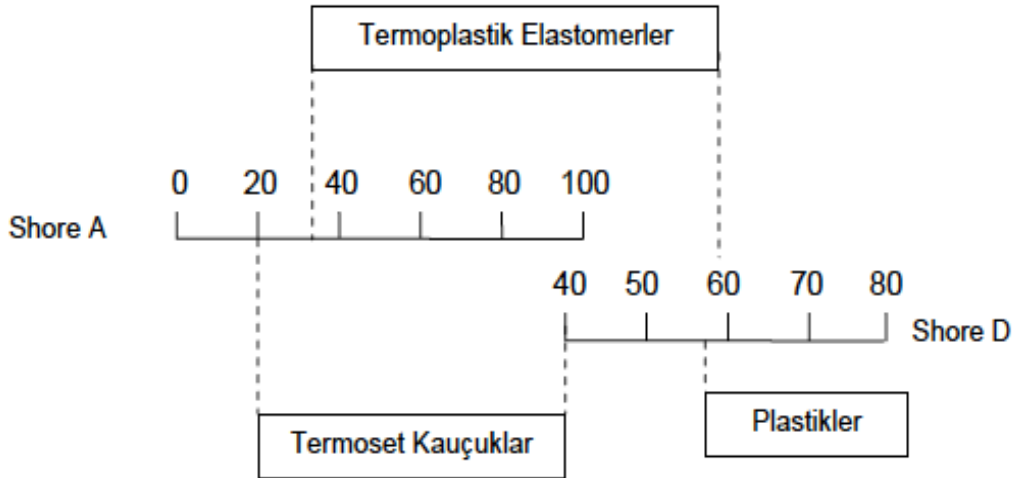 Termoplastik Elastomerler
0 20 40 60 80 100
Shore A
40 50 60 70 80
Shore D
Plastikler
Termoset Kauçuklar